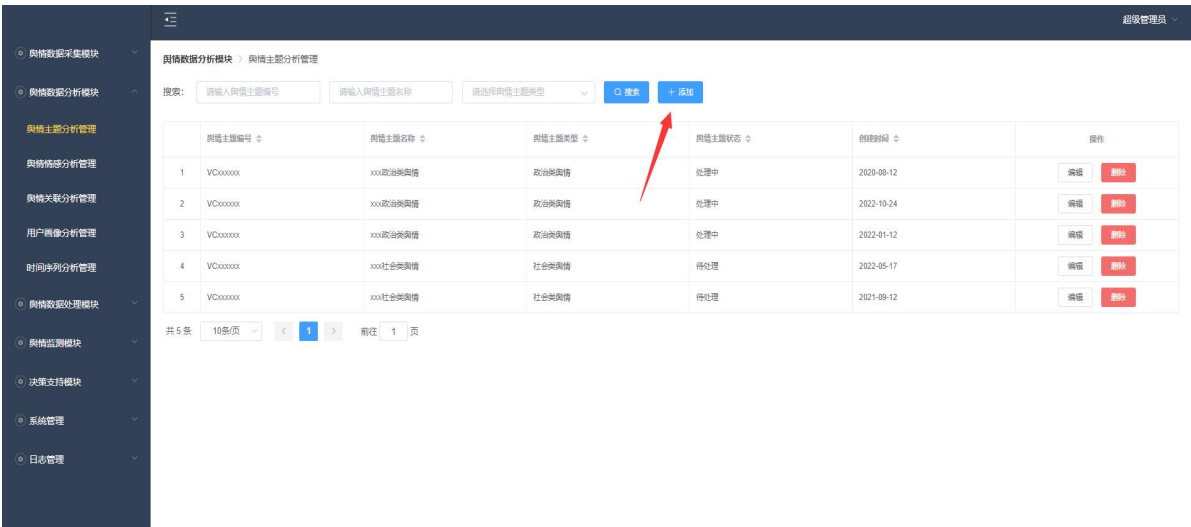 超级管理员
舆情数据采集模块
舆情数据分析模块
舆情主题分析管理
舆情情感分析管理
舆情关联分析管理
用户画像分析管理
时间序列分析管理
舆情数据处理模块
舆情监测模块
决策支持模块
系统管理
日志管理
舆情数据分析模块 > 舆情主题分析管理
搜索: 请输入舆情主题编号 请输入舆情主题名称 请选择舆情主题类型 搜索 + 添加
舆情主题编号 舆情主题名称 舆情主题类型 舆情主题状态 创建时间 操作
1 VCxxxxxx xxx政治类舆情 政治类舆情 处理中 2020-08-12 编辑 删除
2 VCxxxxxx xxx政治类舆情 政治类舆情 处理中 2022-10-24 编辑 删除
3 VCxxxxxx xxx政治类舆情 政治类舆情 处理中 2022-01-12 编辑 删除
4 VCxxxxxx xxx社会类舆情 社会类舆情 待处理 2022-05-17 编辑 删除
5 VCxxxxxx xxx社会类舆情 社会类舆情 待处理 2021-09-12 编辑 删除
共 5 条 10条/页 < 1 > 前往 1 页